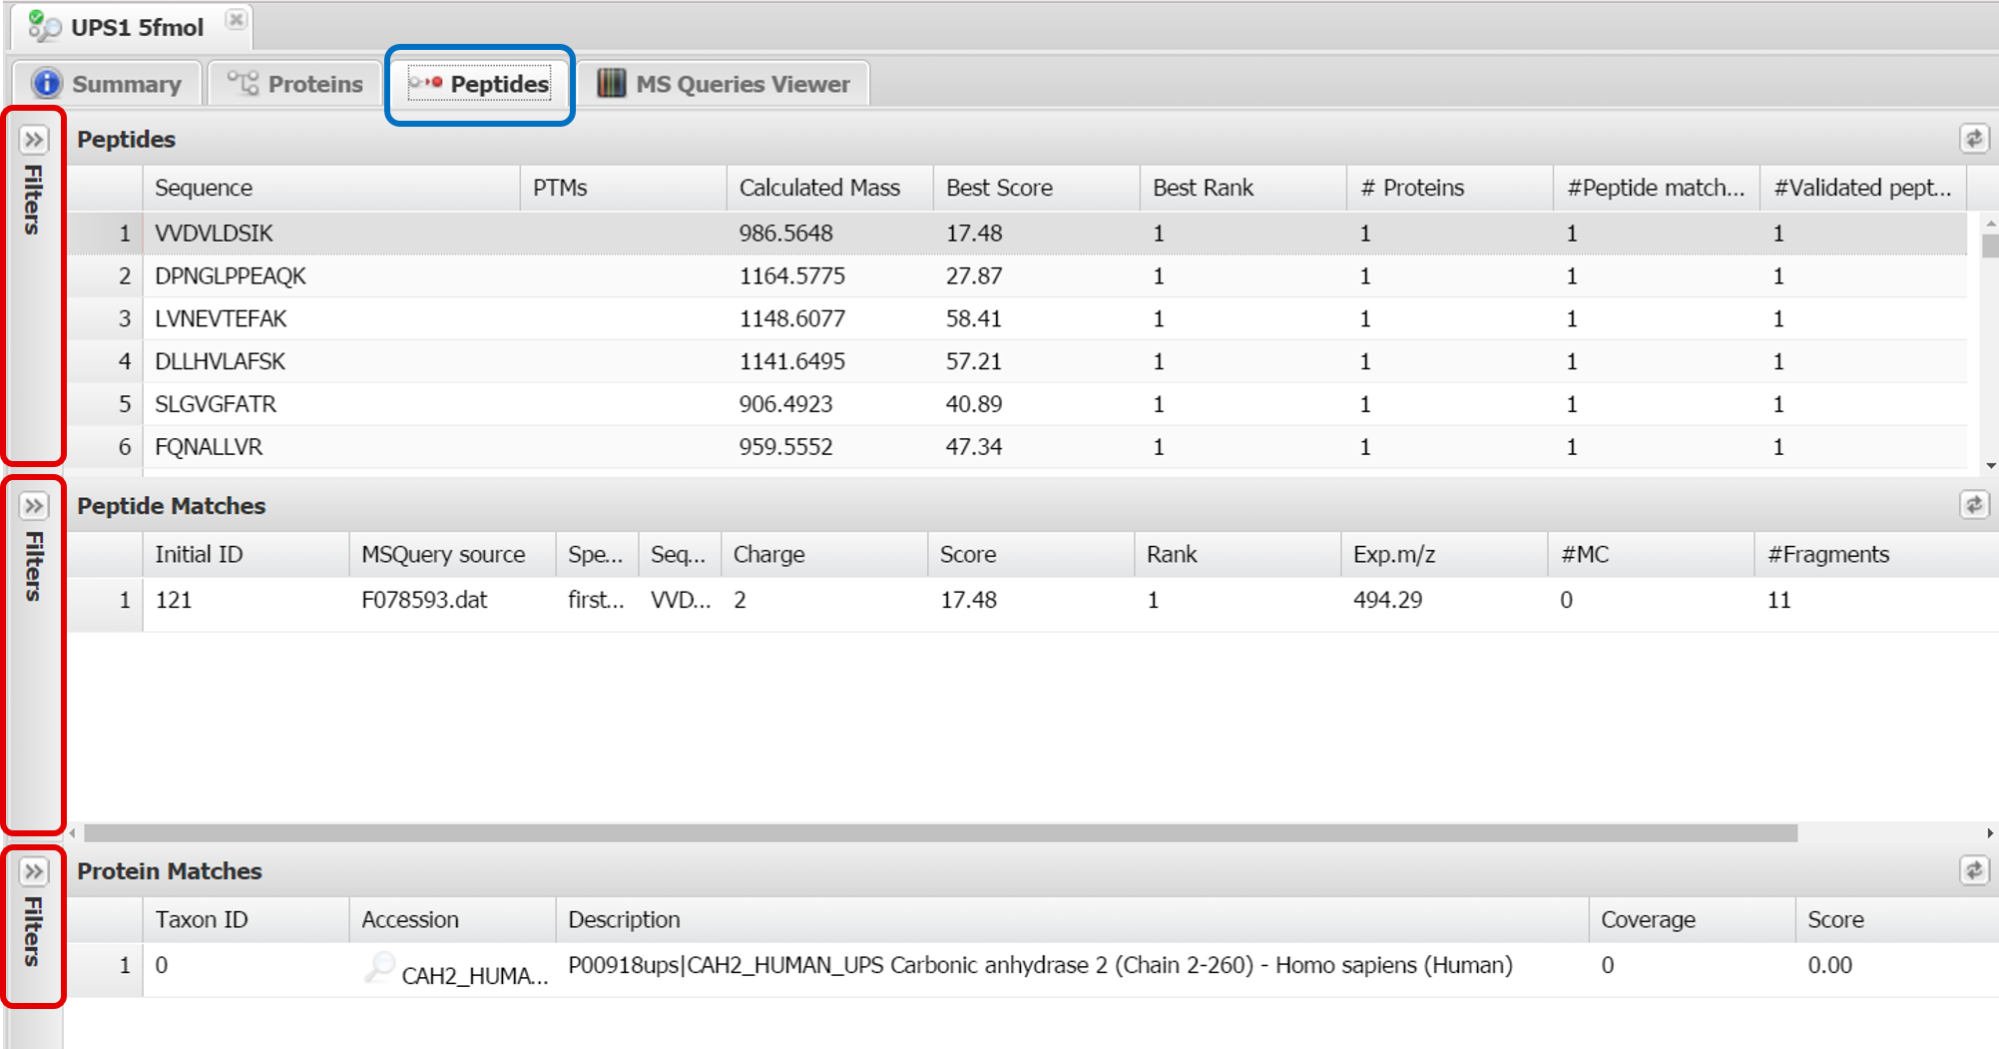 UPS1 5fmol
Summary Proteins Peptides MS Queries Viewer
Filters
Peptides
Sequence PTMs Calculated Mass Best Score Best Rank # Proteins #Peptide match... #Validated pept...
1 VVDVLDSIK 986.5648 17.48 1 1 1 1
2 DPNGLPPEAQK 1164.5775 27.87 1 1 1 1
3 LVNEVTEFAK 1148.6077 58.41 1 1 1 1
4 DLLHVLAFSK 1141.6495 57.21 1 1 1 1
5 SLGVGFATR 906.4923 40.89 1 1 1 1
6 FQNALLVR 959.5552 47.34 1 1 1 1
Filters
Peptide Matches
Initial ID MSQuery source Spe... Seq... Charge Score Rank Exp.m/z #MC #Fragments
1 121 F078593.dat first... VVD... 2 17.48 1 494.29 0 11
Filters
Protein Matches
Taxon ID Accession Description Coverage Score
1 0 CAH2_HUMA... P00918ups|CAH2_HUMAN_UPS Carbonic anhydrase 2 (Chain 2-260) - Homo sapiens (Human) 0 0.00